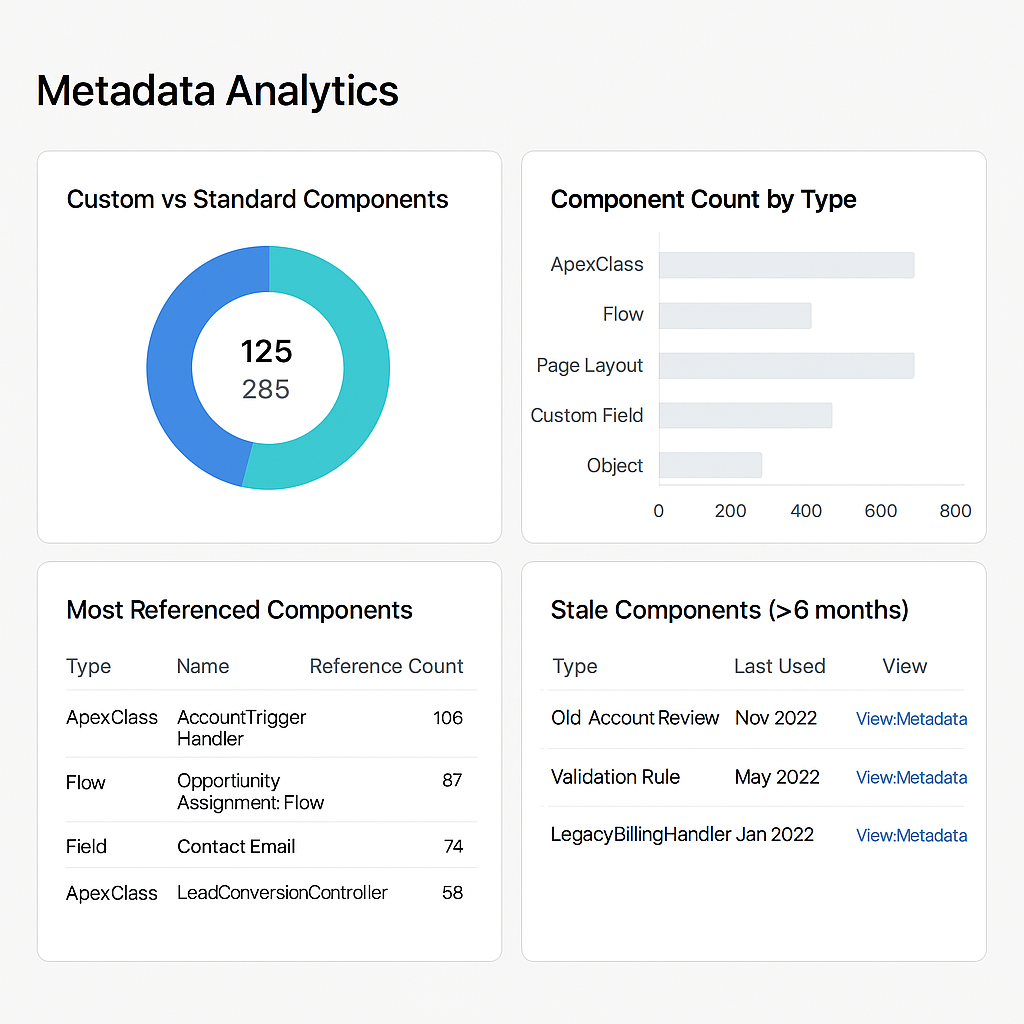 Metadata Analytics
Custom vs Standard Components
125
285
Component Count by Type
ApexClass
Flow
Page Layout
Custom Field
Object
0 200 400 600 800
Most Referenced Components
Type Name Reference Count
ApexClass AccountTrigger 106
Handler
Flow Opportiunity 87
Assignment: Flow
Field Contact Email 74
ApexClass LeadConversionController 58
Stale Components (>6 months)
Type Last Used View
Old Account Review Nov 2022 View:Metadata
Validation Rule May 2022 View:Metadata
LegacyBillingHandler Jan 2022 View:Metadata